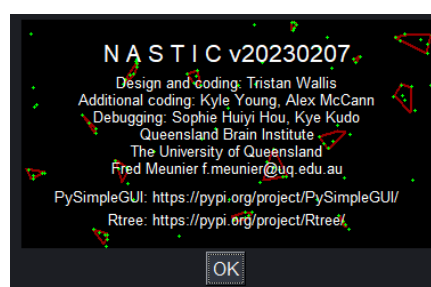 N A S T I C v20230207
Design and coding: Tristan Wallis
Additional coding: Kyle Young, Alex McCann
Debugging: Sophie Huiyi Hou, Kye Kudo
Queensland Brain Institute
The University of Queensland
Fred Meunier f.meunier@uq.edu.au
PySimpleGUI: https://pypi.org/project/PySimpleGUI/
Rtree: https://pypi.org/project/Rtree/
OK